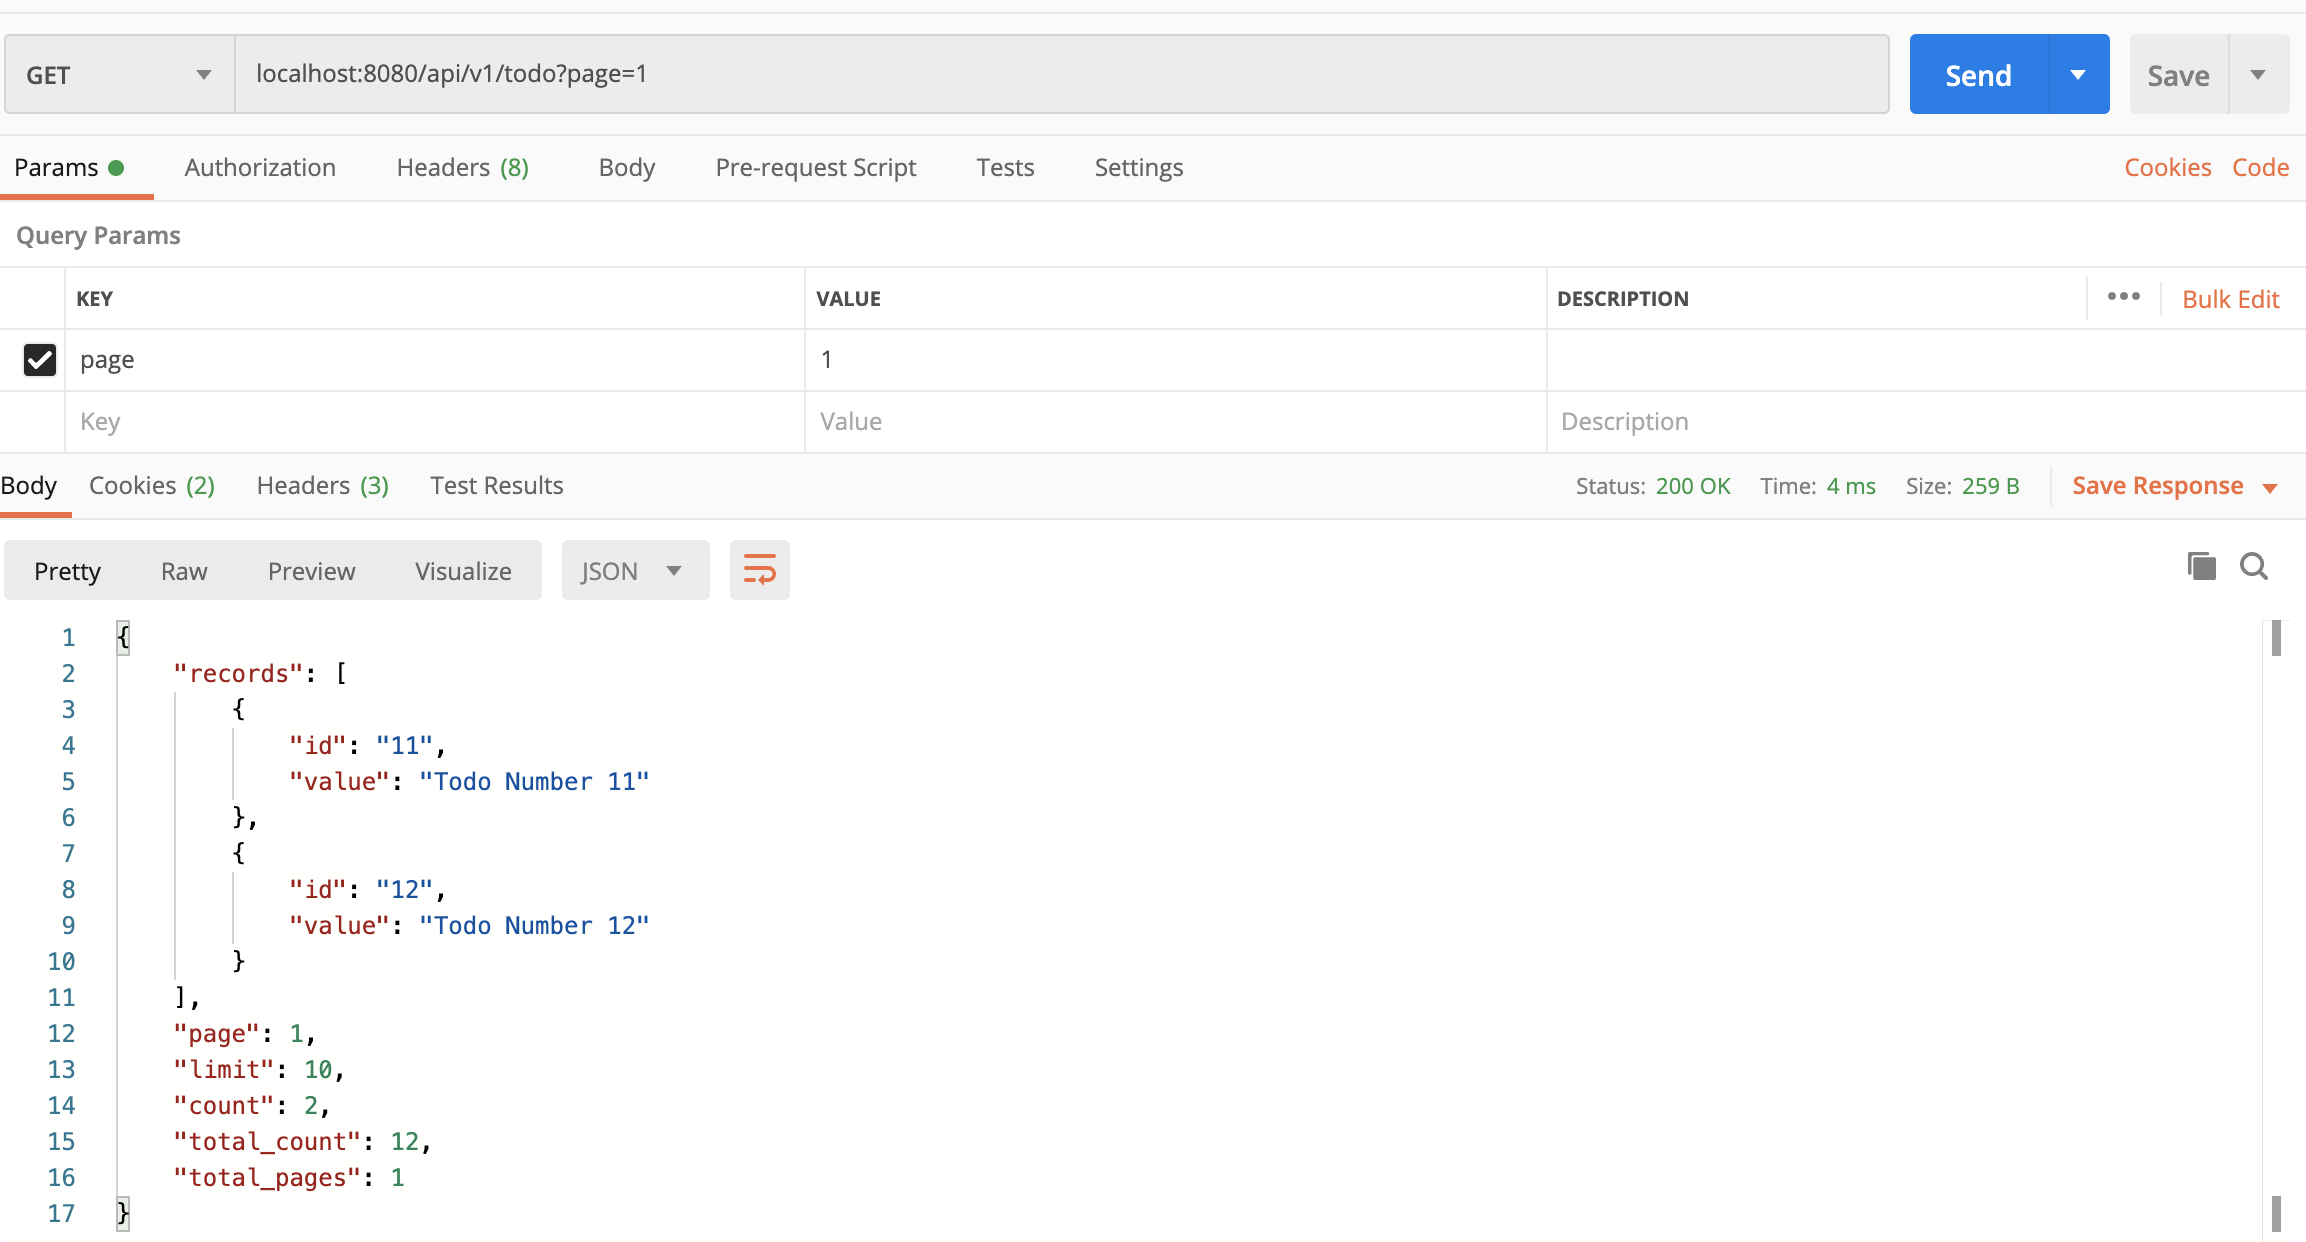 GET localhost:8080/api/v1/todo?page=1 Send Save
Params Authorization Headers (8) Body Pre-request Script Tests Settings Cookies Code
Query Params
KEY VALUE DESCRIPTION ••• Bulk Edit
page 1
Key Value Description
Body Cookies (2) Headers (3) Test Results Status: 200 OK Time: 4 ms Size: 259 B Save Response
Pretty Raw Preview Visualize JSON
1 {
2     "records": [
3         {
4             "id": "11",
5             "value": "Todo Number 11"
6         },
7         {
8             "id": "12",
9             "value": "Todo Number 12"
10         }
11     ],
12     "page": 1,
13     "limit": 10,
14     "count": 2,
15     "total_count": 12,
16     "total_pages": 1
17 }